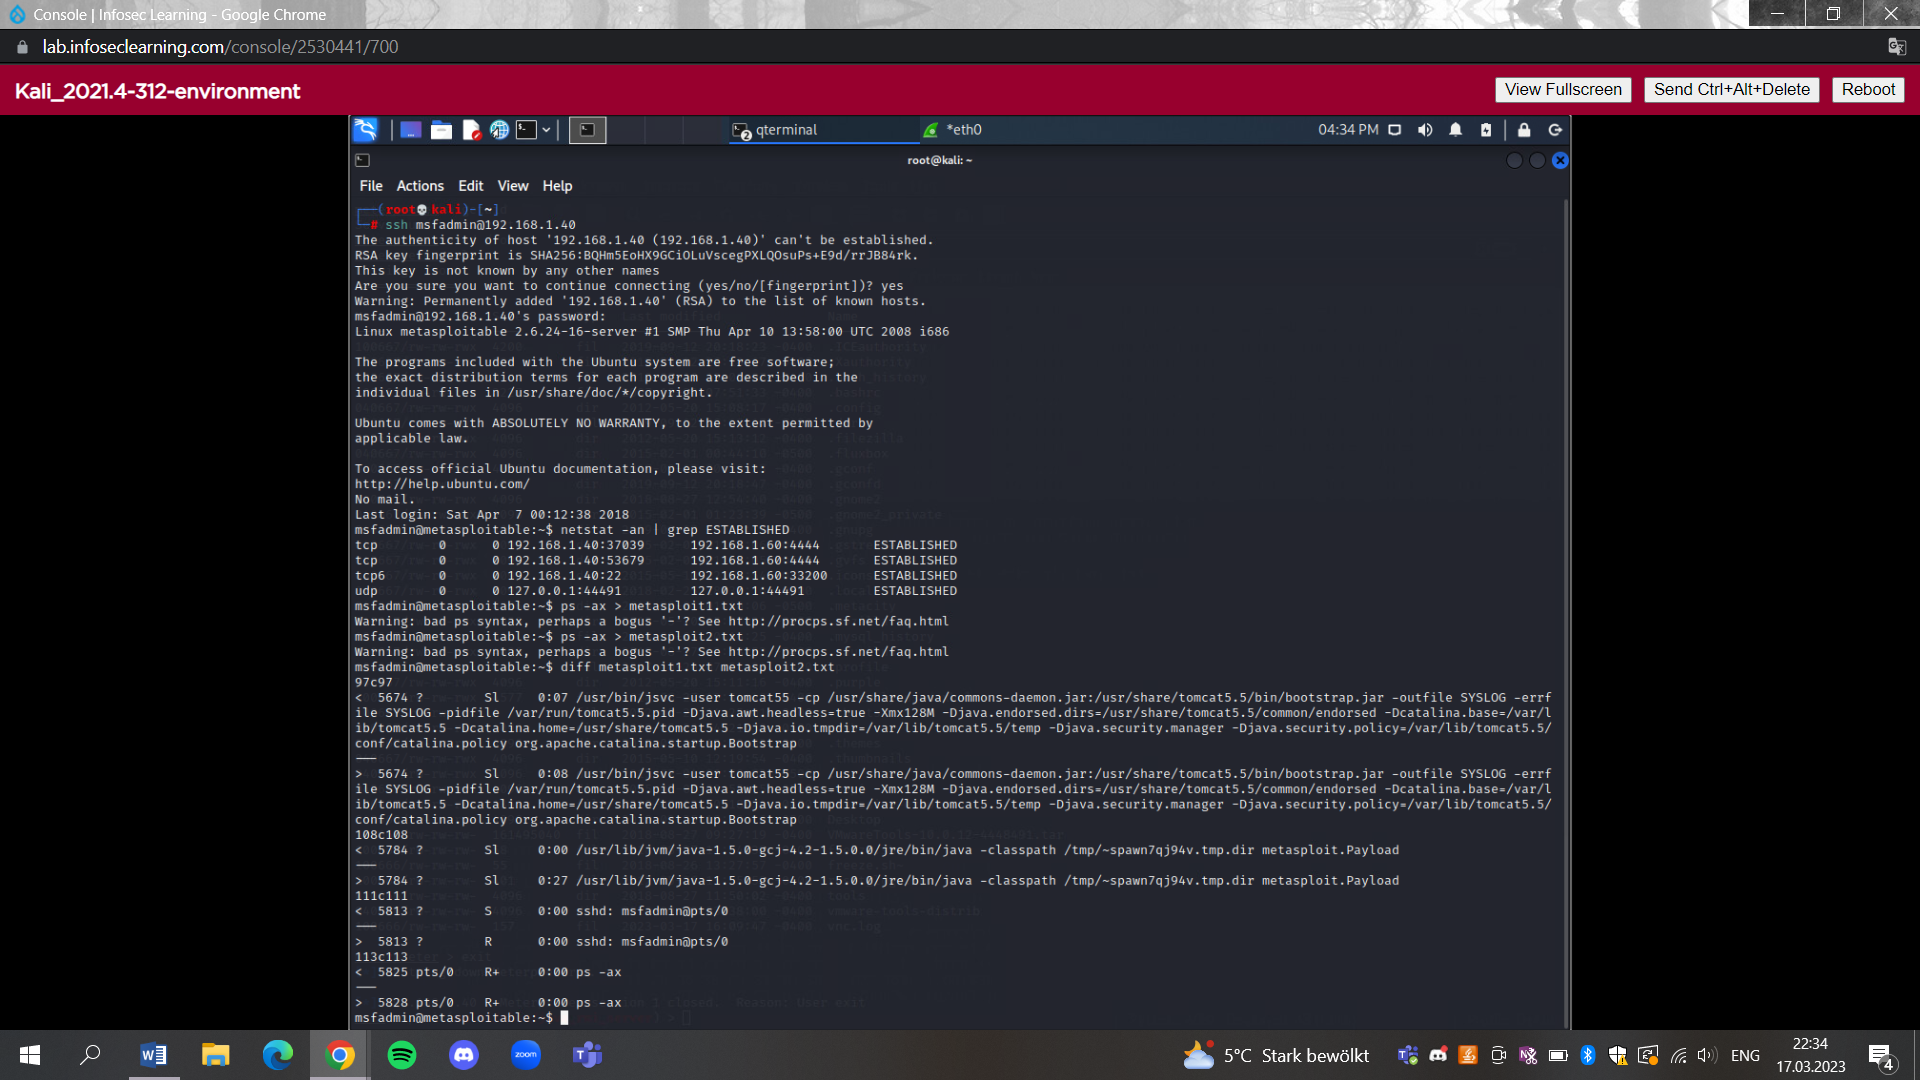 Console | Infosec Learning - Google Chrome
lab.infoseclearning.com/console/2530441/700
Kali_2021.4-312-environment
View Fullscreen
Send Ctrl+Alt+Delete
Reboot
qterminal
*eth0
04:34 PM
root@kali: ~
File Actions Edit View Help
(root💀kali)-[~]
# ssh msfadmin@192.168.1.40
The authenticity of host '192.168.1.40 (192.168.1.40)' can't be established.
RSA key fingerprint is SHA256:BQHm5EoHX9GCiOLuVscegPXLQOsuPs+E9d/rrJB84rk.
This key is not known by any other names
Are you sure you want to continue connecting (yes/no/[fingerprint])? yes
Warning: Permanently added '192.168.1.40' (RSA) to the list of known hosts.
msfadmin@192.168.1.40's password:
Linux metasploitable 2.6.24-16-server #1 SMP Thu Apr 10 13:58:00 UTC 2008 i686
The programs included with the Ubuntu system are free software;
the exact distribution terms for each program are described in the
individual files in /usr/share/doc/*/copyright.
Ubuntu comes with ABSOLUTELY NO WARRANTY, to the extent permitted by
applicable law.
To access official Ubuntu documentation, please visit:
http://help.ubuntu.com/
No mail.
Last login: Sat Apr  7 00:12:38 2018
msfadmin@metasploitable:~$ netstat -an | grep ESTABLISHED
tcp 0 0 192.168.1.40:37039 192.168.1.60:4444 ESTABLISHED
tcp 0 0 192.168.1.40:53679 192.168.1.60:4444 ESTABLISHED
tcp6 0 0 192.168.1.40:22 192.168.1.60:33200 ESTABLISHED
udp 0 0 127.0.0.1:44491 127.0.0.1:44491 ESTABLISHED
msfadmin@metasploitable:~$ ps -ax > metasploit1.txt
Warning: bad ps syntax, perhaps a bogus '-'? See http://procps.sf.net/faq.html
msfadmin@metasploitable:~$ ps -ax > metasploit2.txt
Warning: bad ps syntax, perhaps a bogus '-'? See http://procps.sf.net/faq.html
msfadmin@metasploitable:~$ diff metasploit1.txt metasploit2.txt
97c97
< 5674 ? Sl 0:07 /usr/bin/jsvc -user tomcat55 -cp /usr/share/java/commons-daemon.jar:/usr/share/tomcat5.5/bin/bootstrap.jar -outfile SYSLOG -errf
ile SYSLOG -pidfile /var/run/tomcat5.5.pid -Djava.awt.headless=true -Xmx128M -Djava.endorsed.dirs=/usr/share/tomcat5.5/common/endorsed -Dcatalina.base=/var/l
ib/tomcat5.5 -Dcatalina.home=/usr/share/tomcat5.5 -Djava.io.tmpdir=/var/lib/tomcat5.5/temp -Djava.security.manager -Djava.security.policy=/var/lib/tomcat5.5/
conf/catalina.policy org.apache.catalina.startup.Bootstrap
---
> 5674 ? Sl 0:08 /usr/bin/jsvc -user tomcat55 -cp /usr/share/java/commons-daemon.jar:/usr/share/tomcat5.5/bin/bootstrap.jar -outfile SYSLOG -errf
ile SYSLOG -pidfile /var/run/tomcat5.5.pid -Djava.awt.headless=true -Xmx128M -Djava.endorsed.dirs=/usr/share/tomcat5.5/common/endorsed -Dcatalina.base=/var/l
ib/tomcat5.5 -Dcatalina.home=/usr/share/tomcat5.5 -Djava.io.tmpdir=/var/lib/tomcat5.5/temp -Djava.security.manager -Djava.security.policy=/var/lib/tomcat5.5/
conf/catalina.policy org.apache.catalina.startup.Bootstrap
108c108
< 5784 ? Sl 0:00 /usr/lib/jvm/java-1.5.0-gcj-4.2-1.5.0.0/jre/bin/java -classpath /tmp/~spawn7qj94v.tmp.dir metasploit.Payload
---
> 5784 ? Sl 0:27 /usr/lib/jvm/java-1.5.0-gcj-4.2-1.5.0.0/jre/bin/java -classpath /tmp/~spawn7qj94v.tmp.dir metasploit.Payload
111c111
< 5813 ? S 0:00 sshd: msfadmin@pts/0
---
> 5813 ? R 0:00 sshd: msfadmin@pts/0
113c113
< 5825 pts/0 R+ 0:00 ps -ax
---
> 5828 pts/0 R+ 0:00 ps -ax
msfadmin@metasploitable:~$
zoom
5°C Stark bewölkt
ENG
22:34
17.03.2023
4